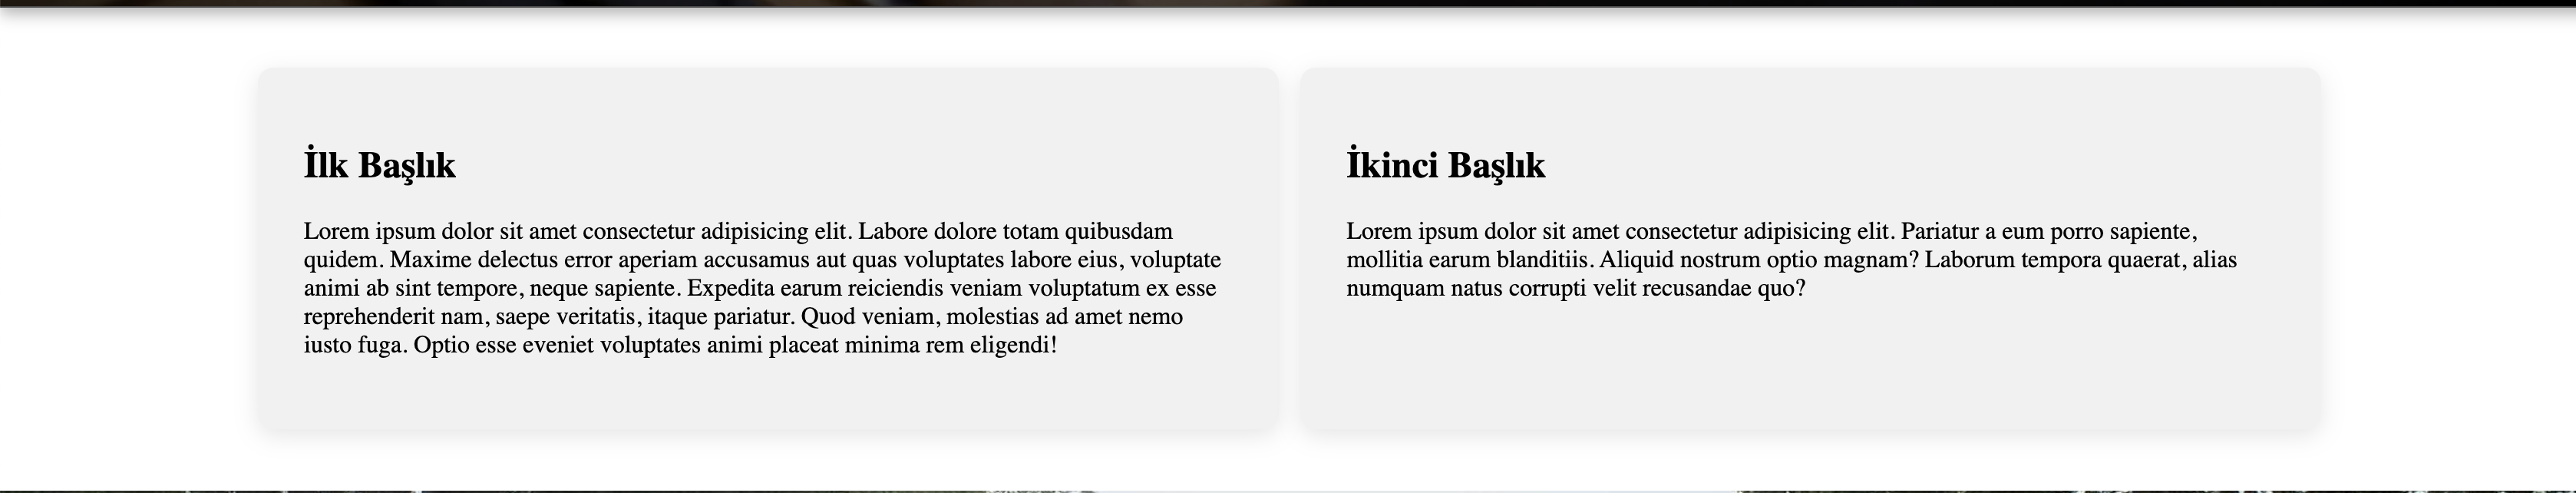 İlk Başlık
Lorem ipsum dolor sit amet consectetur adipisicing elit. Labore dolore totam quibusdam
quidem. Maxime delectus error aperiam accusamus aut quas voluptates labore eius, voluptate
animi ab sint tempore, neque sapiente. Expedita earum reiciendis veniam voluptatum ex esse
reprehenderit nam, saepe veritatis, itaque pariatur. Quod veniam, molestias ad amet nemo
iusto fuga. Optio esse eveniet voluptates animi placeat minima rem eligendi!
İkinci Başlık
Lorem ipsum dolor sit amet consectetur adipisicing elit. Pariatur a eum porro sapiente,
mollitia earum blanditiis. Aliquid nostrum optio magnam? Laborum tempora quaerat, alias
numquam natus corrupti velit recusandae quo?